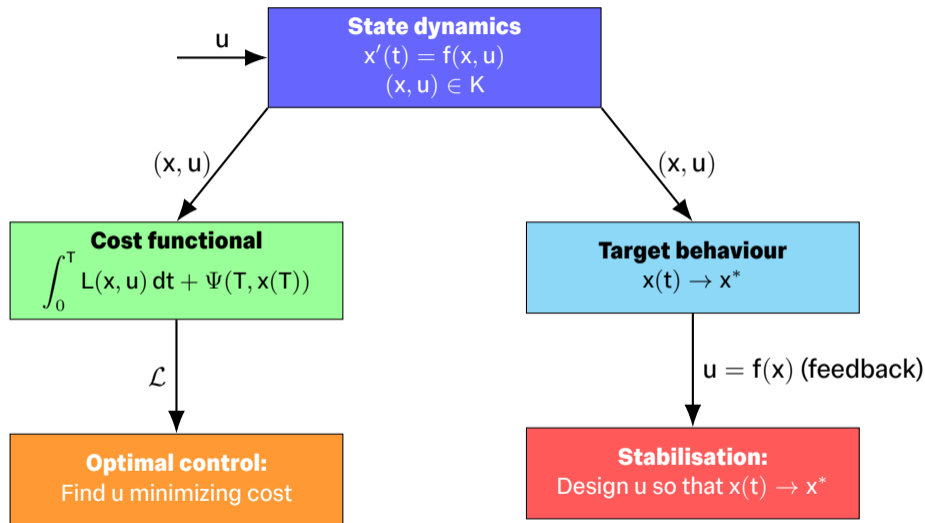 State dynamics
x′(t) = f(x, u)
(x, u) ∈ K
u
(x, u)
(x, u)
Cost functional
∫₀ᵀ L(x, u) dt + Ψ(T, x(T))
Target behaviour
x(t) → x*
ℒ
u = f(x) (feedback)
Optimal control:
Find u minimizing cost
Stabilisation:
Design u so that x(t) → x*